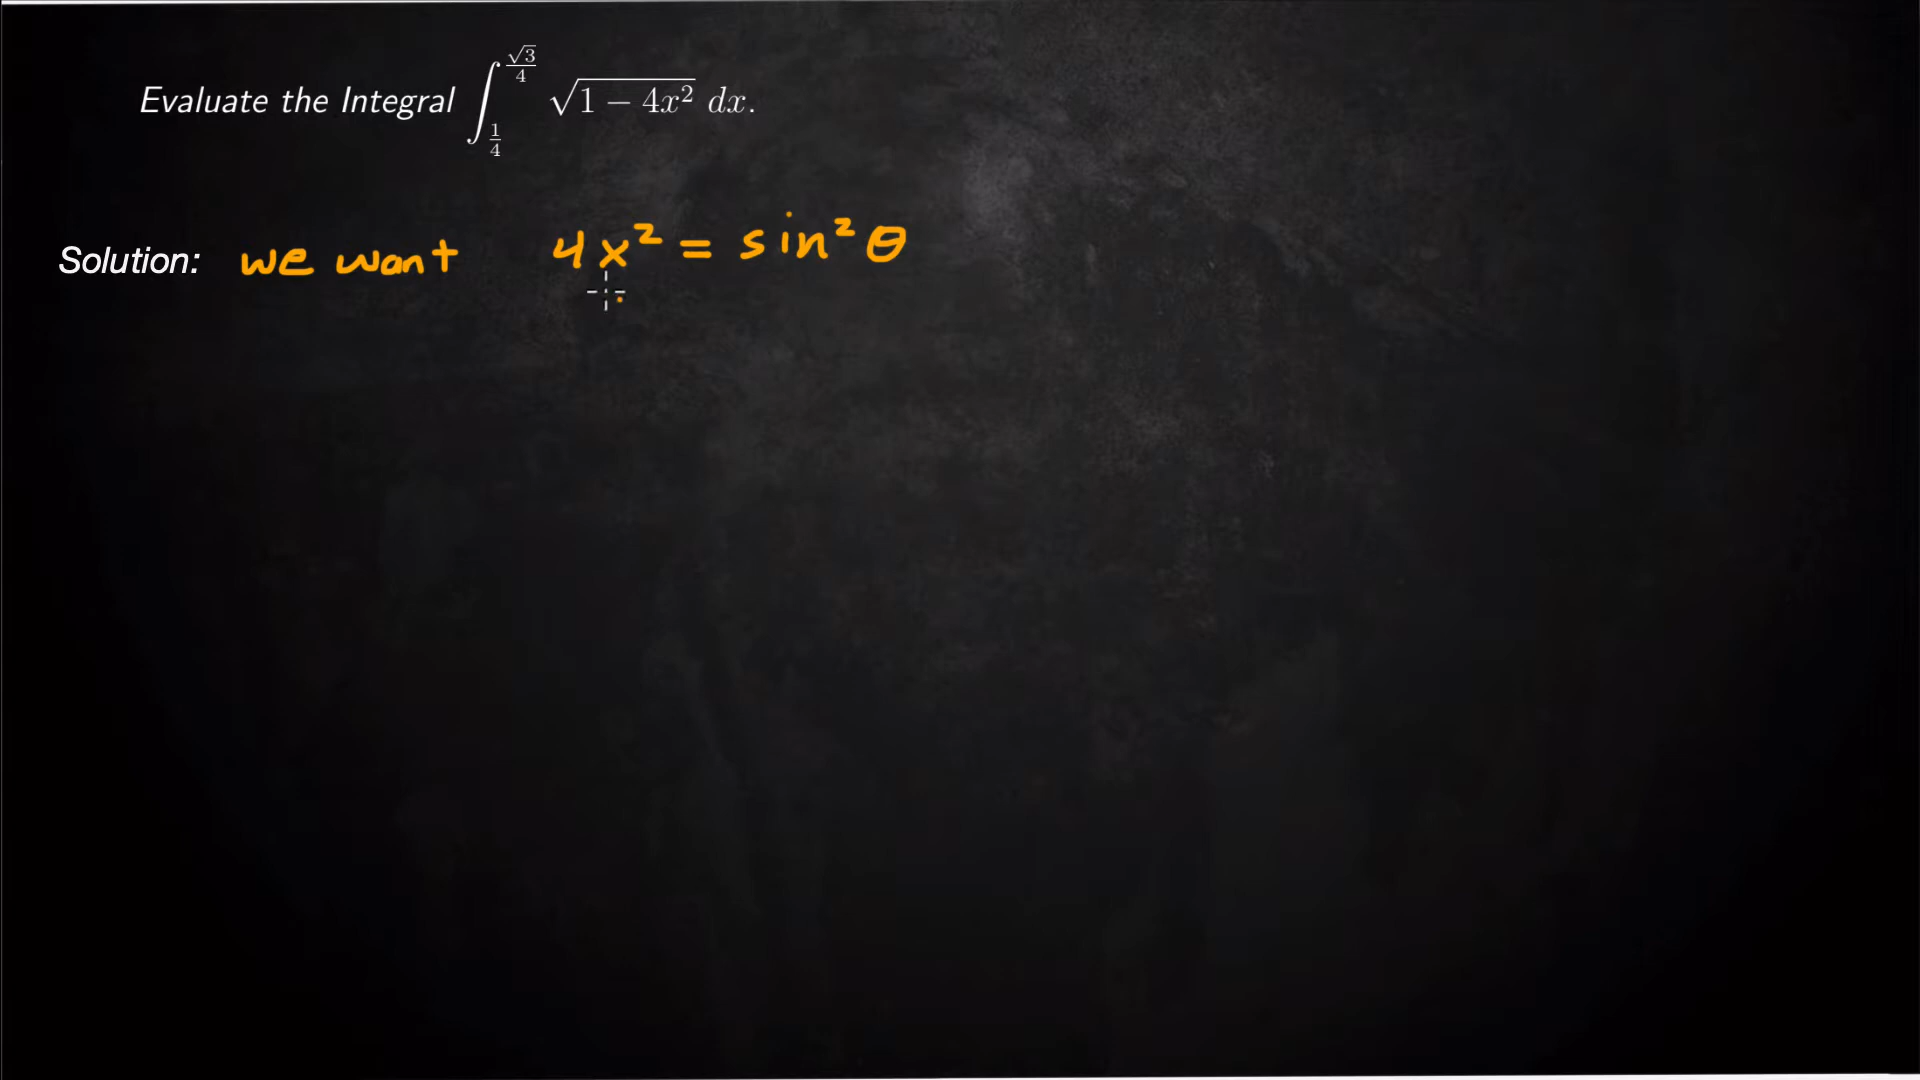 Evaluate the Integral ∫_{1/4}^{√3/4} √(1 − 4x²) dx.
Solution: we want 4x² = sin²θ